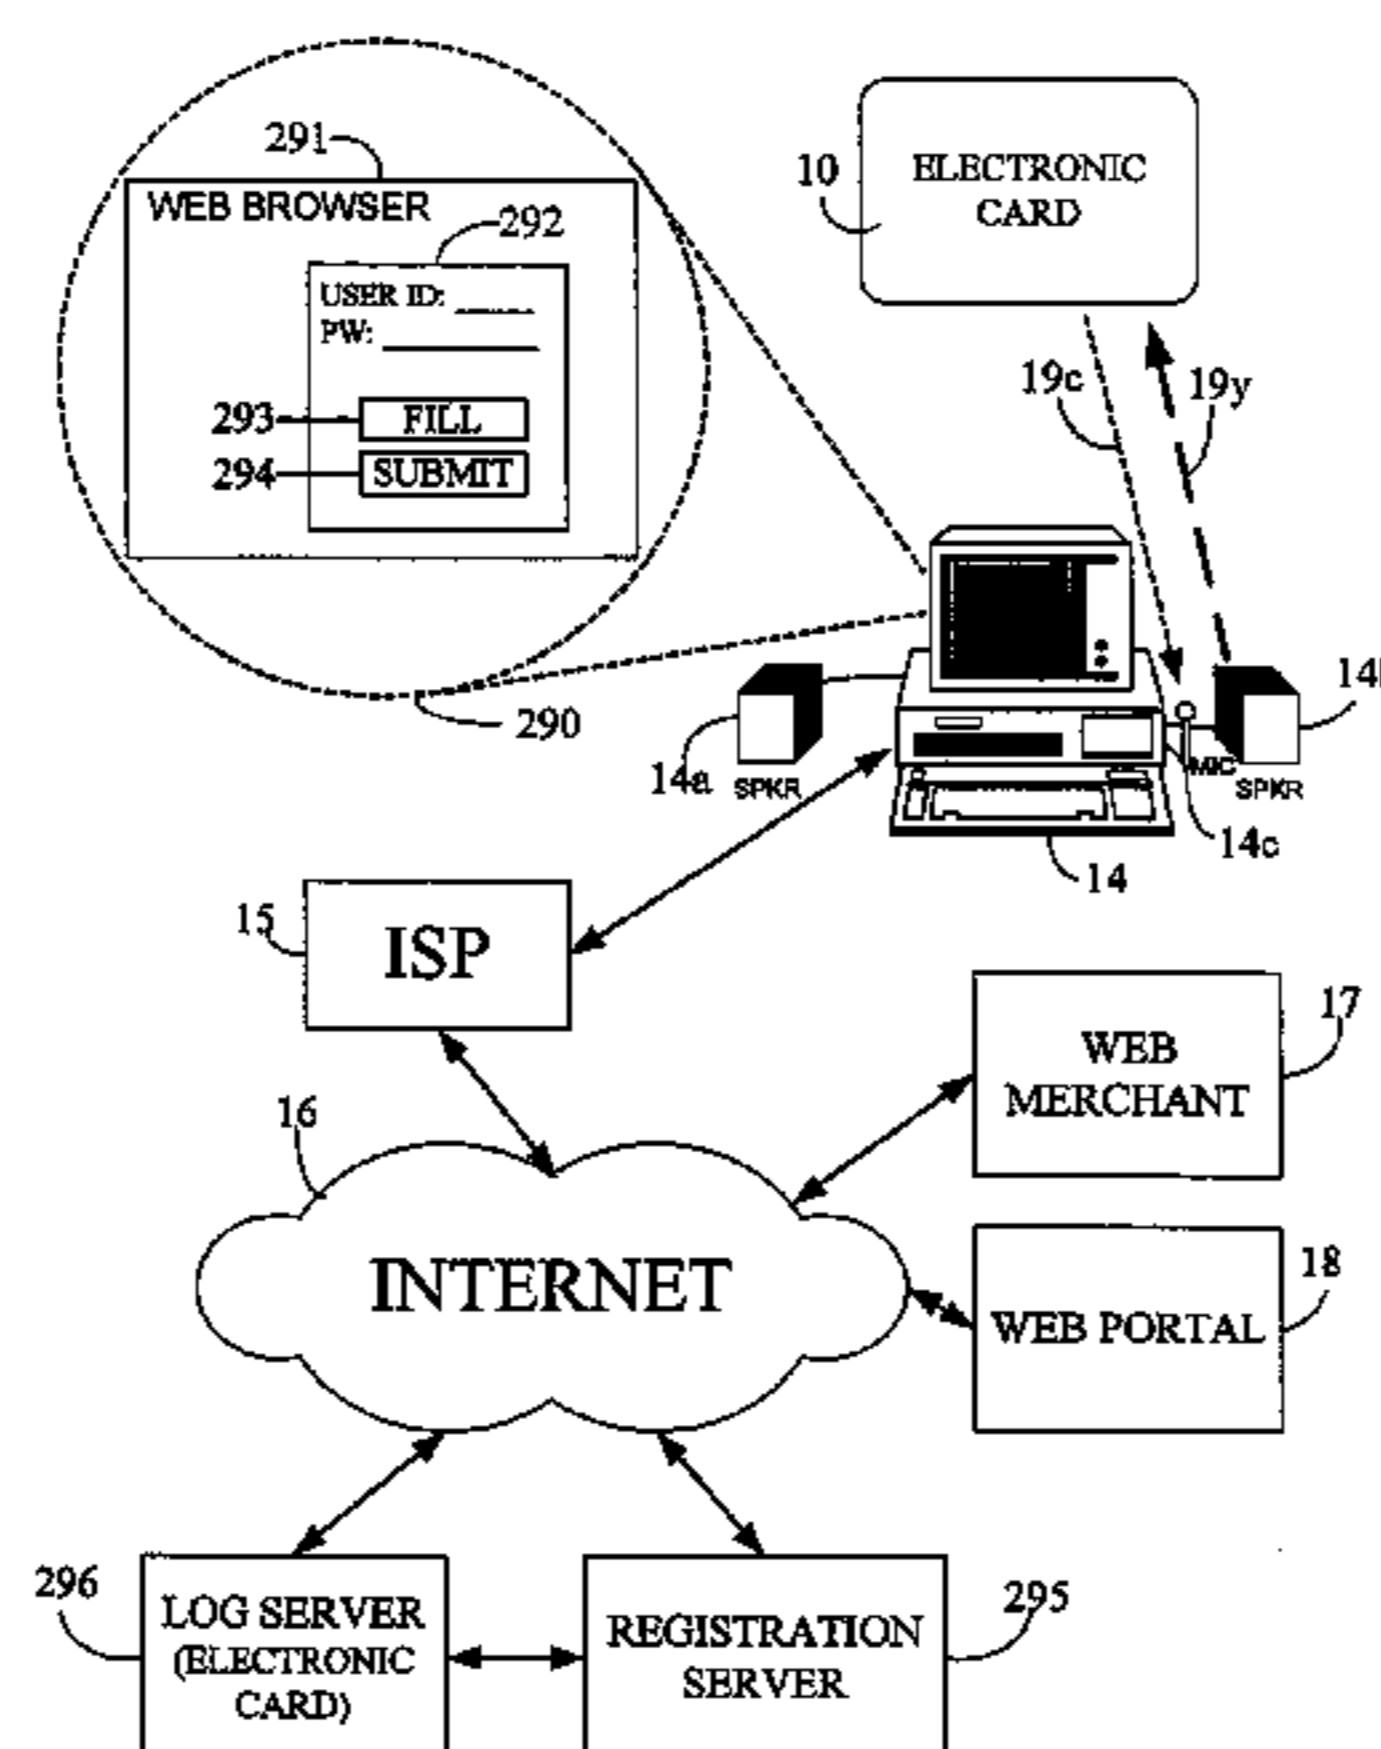 291
WEB BROWSER
292
USER ID:
PW:
293
FILL
294
SUBMIT
290
10
ELECTRONIC
CARD
19c
19y
14a
SPKR
MIC
SPKR
14c
14
15
ISP
17
WEB
MERCHANT
16
INTERNET
18
WEB PORTAL
296
LOG SERVER
(ELECTRONIC
CARD)
REGISTRATION
SERVER
295